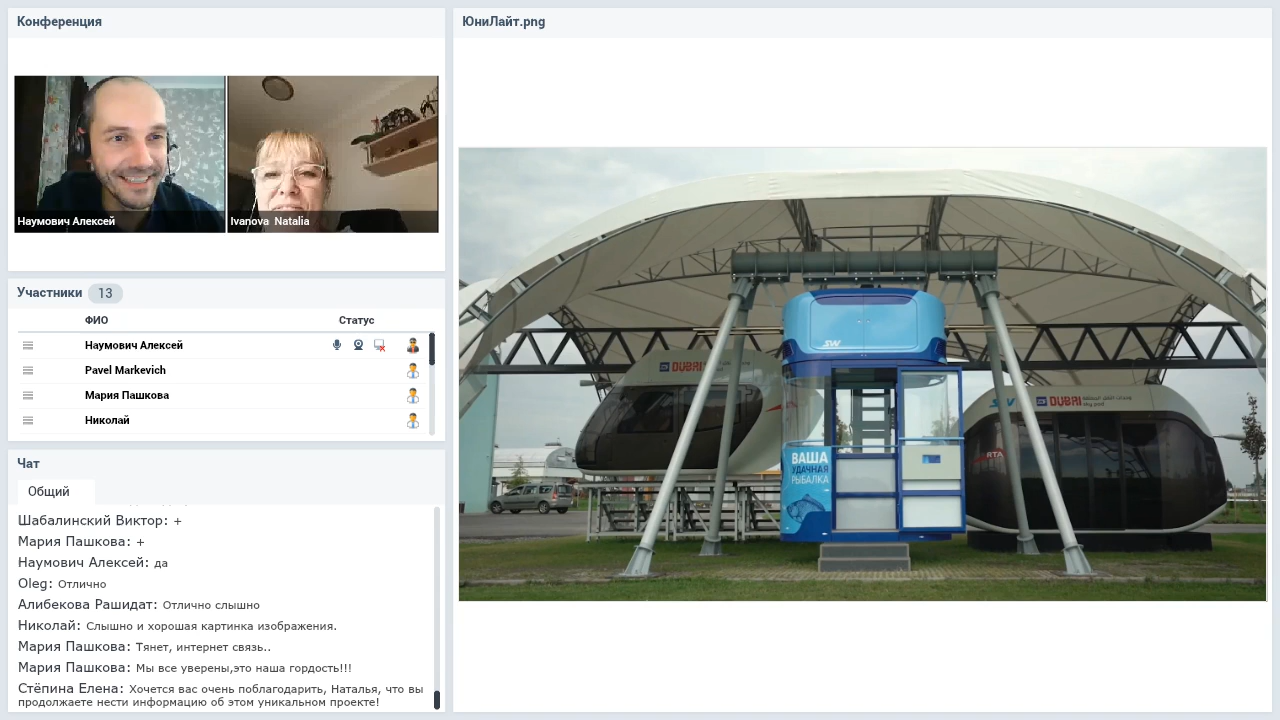 Конференция
Наумович Алексей
Ivanova Natalia
Участники 13
ФИО Статус
Наумович Алексей
Pavel Markevich
Мария Пашкова
Николай
Чат
Общий
Шабалинский Виктор: +
Мария Пашкова: +
Наумович Алексей: да
Oleg: Отлично
Алибекова Рашидат: Отлично слышно
Николай: Слышно и хорошая картинка изображения.
Мария Пашкова: Тянет, интернет связь..
Мария Пашкова: Мы все уверены,это наша гордость!!!
Стёпина Елена: Хочется вас очень поблагодарить, Наталья, что вы
продолжаете нести информацию об этом уникальном проекте!
ЮниЛайт.png
SW
DUBAI
SW DUBAI
RTA
ВАША
УДАЧНАЯ
РЫБАЛКА